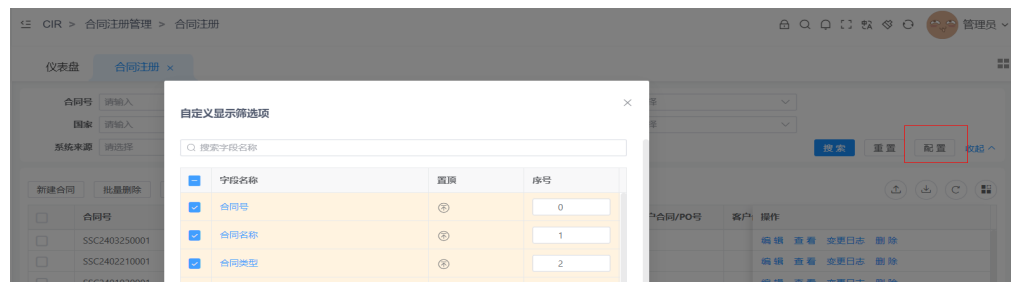 CIR > 合同注册管理 > 合同注册 管理员
仪表盘 合同注册 ×
合同号 请输入
自定义显示筛选项
国家 请输入
系统来源 请选择 搜索字段名称 搜索 重置 配置 收起
字段名称 置顶 序号
新建合同 批量删除
合同号 0
合同号 户合同/PO号 客户 操作
SSC2403250001 合同名称 1 编辑 查看 变更日志 删除
SSC2402210001 合同类型 2 编辑 查看 变更日志 删除